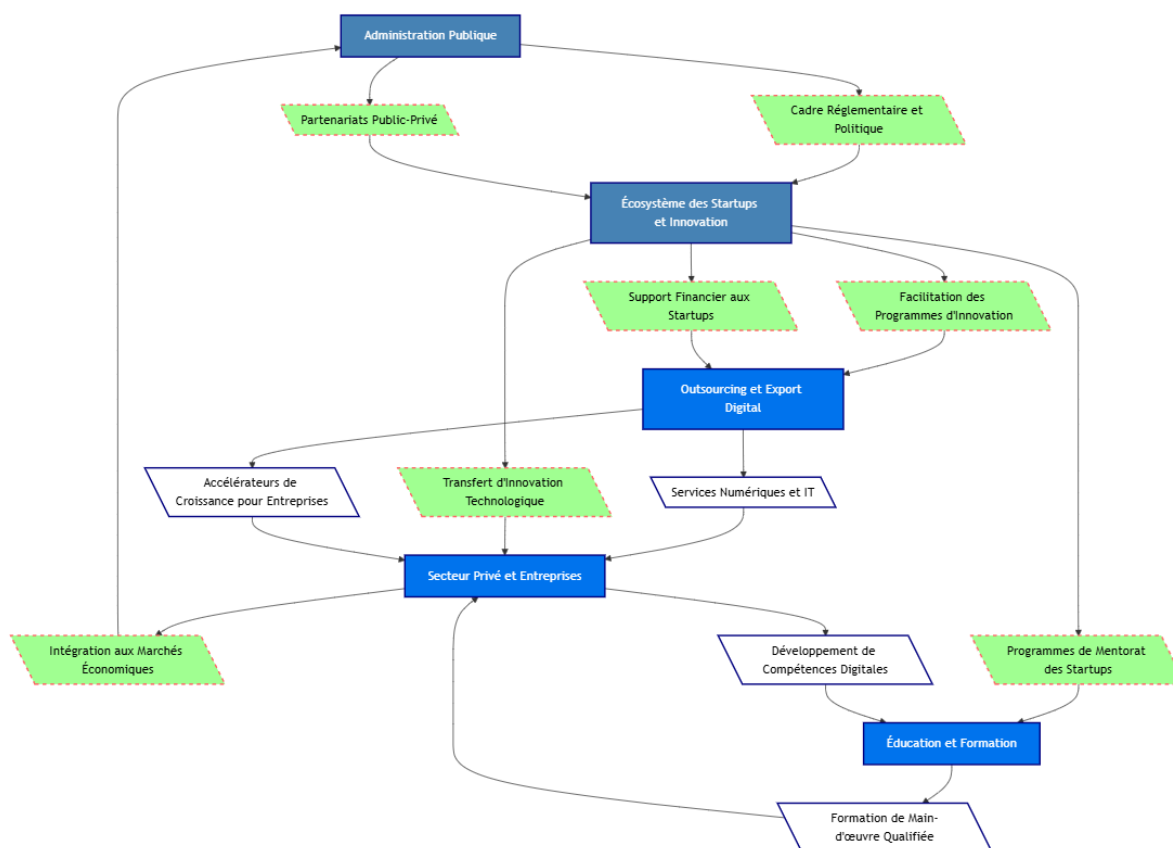 Administration Publique
Partenariats Public-Privé
Cadre Réglementaire et
Politique
Écosystème des Startups
et Innovation
Support Financier aux
Startups
Facilitation des
Programmes d'Innovation
Outsourcing et Export
Digital
Accélérateurs de
Croissance pour Entreprises
Transfert d'Innovation
Technologique
Services Numériques et IT
Secteur Privé et Entreprises
Intégration aux Marchés
Économiques
Développement de
Compétences Digitales
Programmes de Mentorat
des Startups
Éducation et Formation
Formation de Main-
d'œuvre Qualifiée